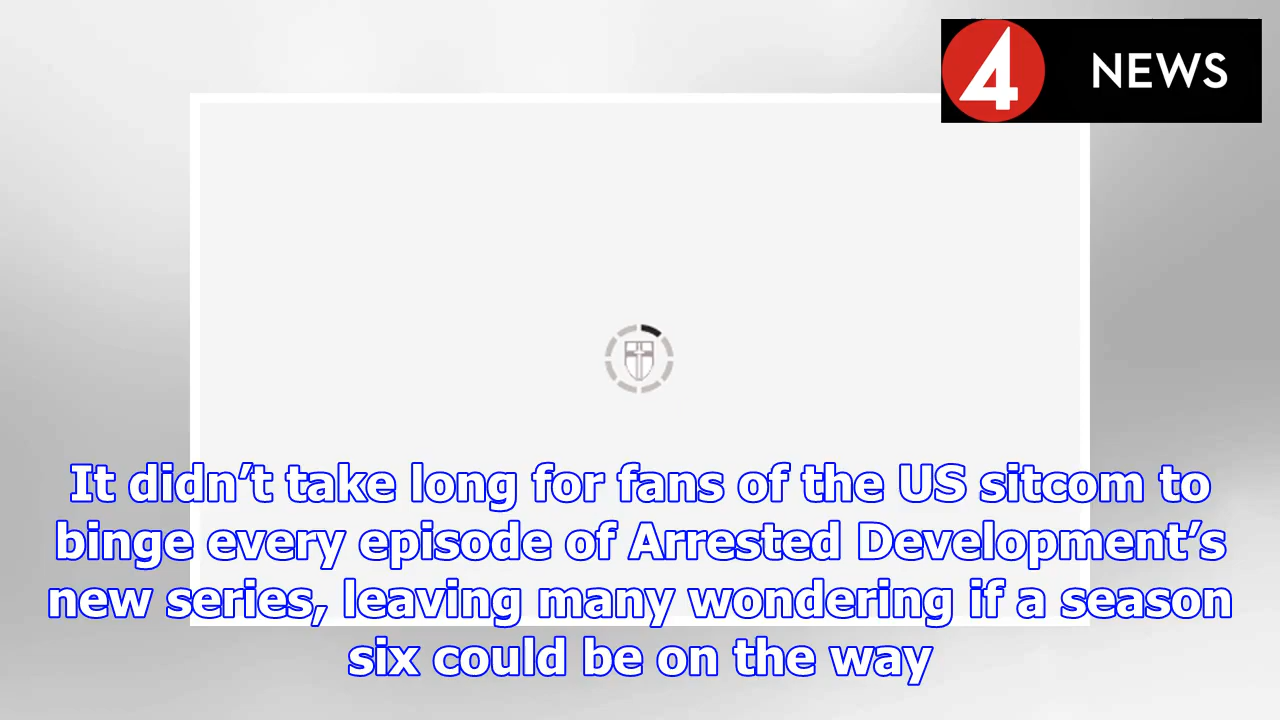 4 NEWS
It didn’t take long for fans of the US sitcom to
binge every episode of Arrested Development’s
new series, leaving many wondering if a season
six could be on the way